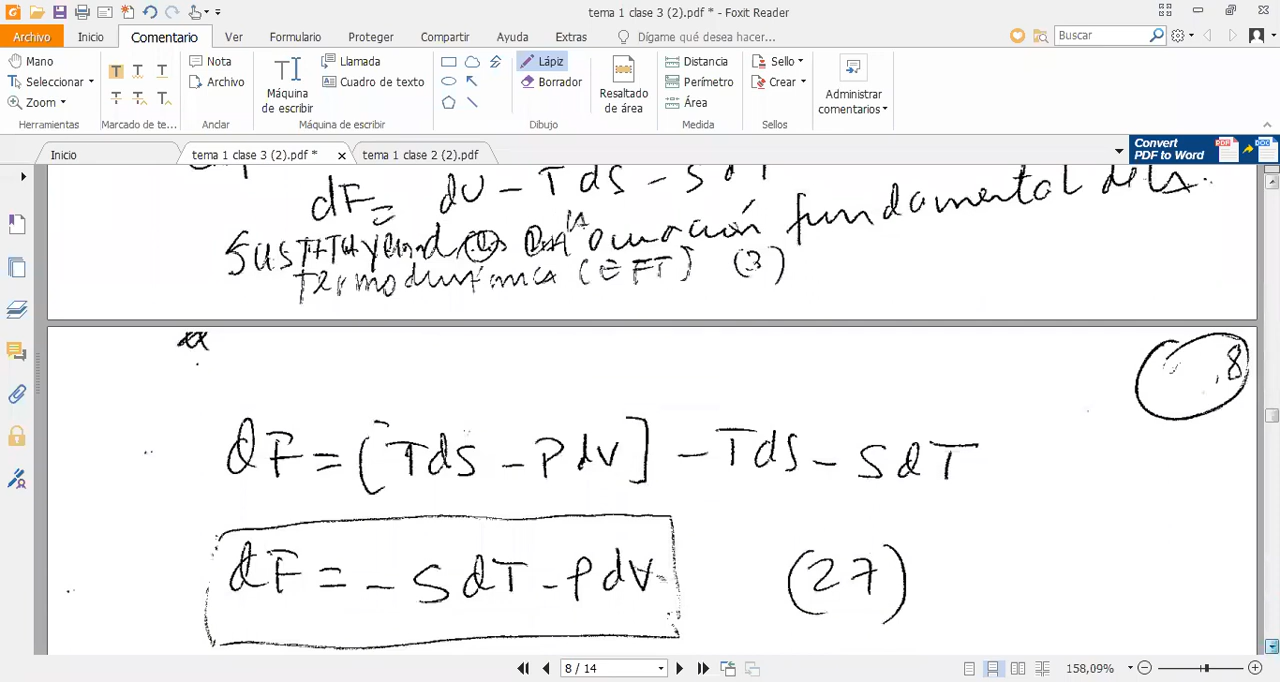 tema 1 clase 3 (2).pdf * - Foxit Reader
Archivo Inicio Comentario Ver Formulario Proteger Compartir Ayuda Extras Dígame qué desea hacer... Buscar
Mano
Seleccionar
Zoom
Herramientas
T T T
T T T
Marcado de te...
Nota
Archivo
Anclar
Máquina de escribir
Llamada
Cuadro de texto
Máquina de escribir
Lápiz
Borrador
Dibujo
Resaltado de área
Distancia
Perímetro
Área
Medida
Sello
Crear
Sellos
Administrar comentarios
Inicio tema 1 clase 3 (2).pdf * tema 1 clase 2 (2).pdf
Convert
PDF to Word
dF = dU - TdS - SdT
Sustituyendo la ecuación fundamental de la
termodinámica (EFT) (3)
8
dF = [TdS - PdV] - TdS - SdT
dF = - SdT - PdV (27)
8 / 14
158,09%